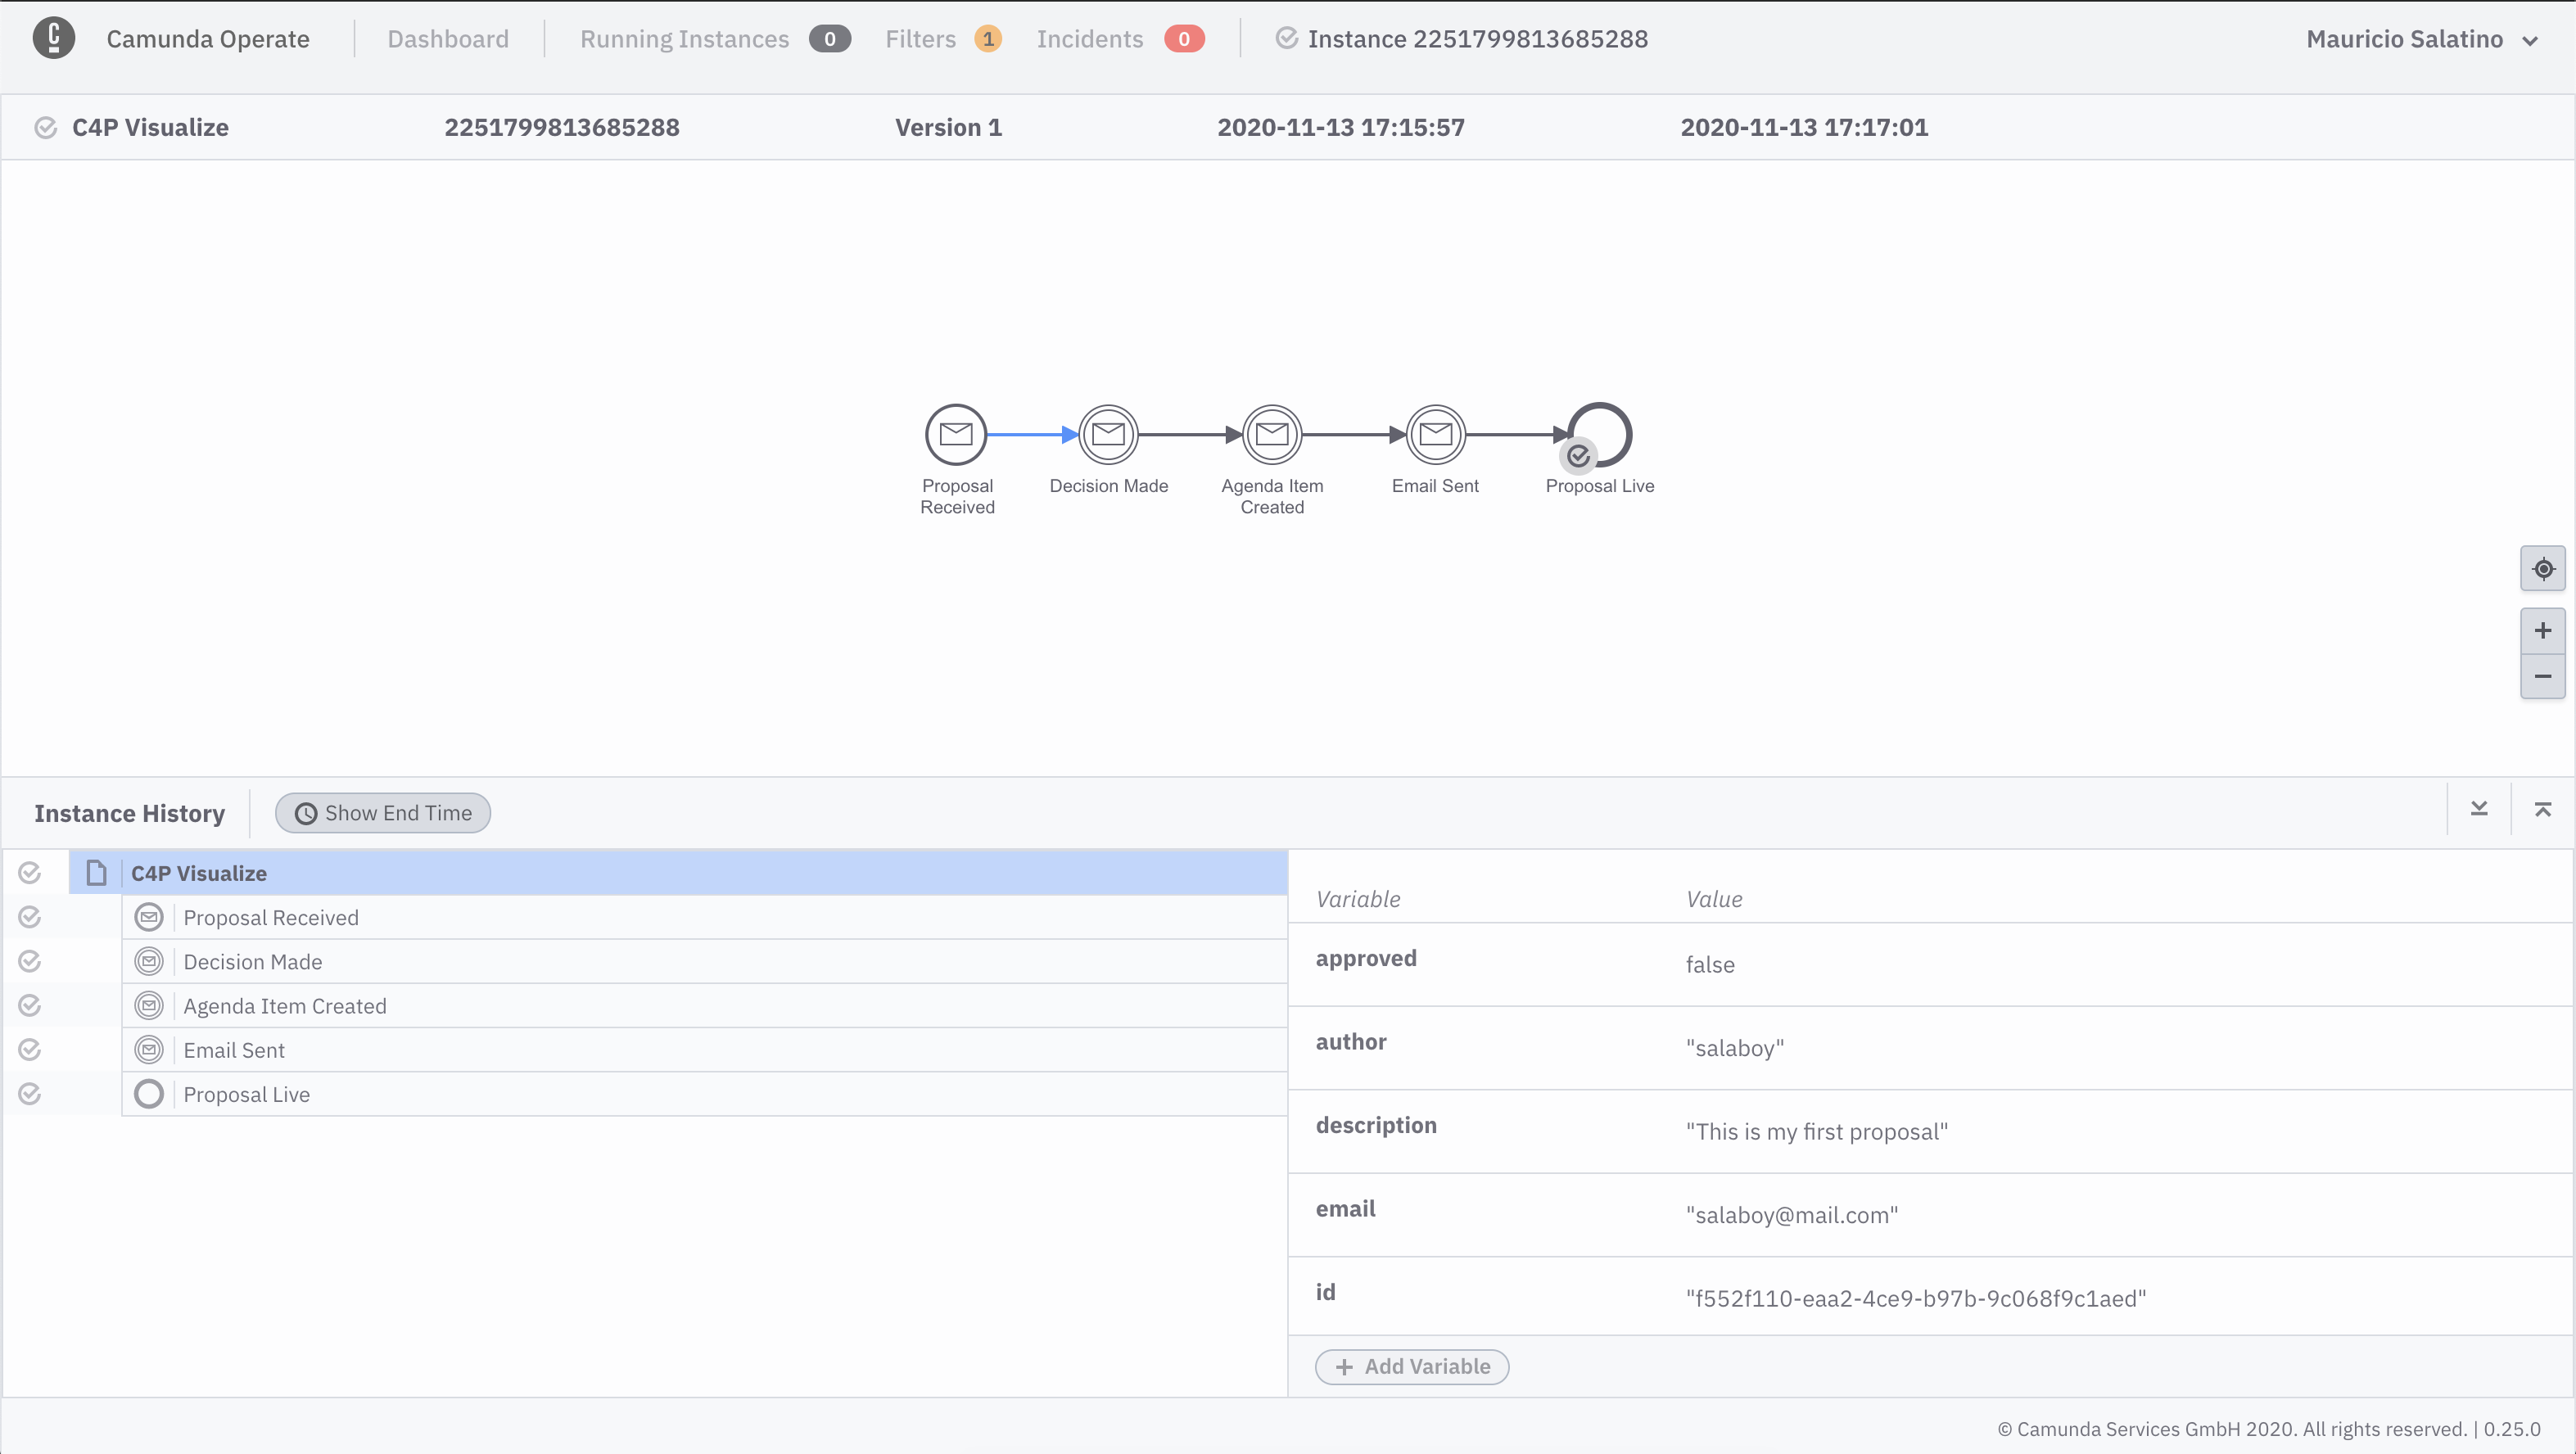 Camunda Operate
Dashboard
Running Instances 0
Filters 1
Incidents 0
Instance 2251799813685288
Mauricio Salatino
C4P Visualize
2251799813685288
Version 1
2020-11-13 17:15:57
2020-11-13 17:17:01
Proposal
Received
Decision Made
Agenda Item
Created
Email Sent
Proposal Live
Instance History
Show End Time
C4P Visualize
Proposal Received
Decision Made
Agenda Item Created
Email Sent
Proposal Live
Variable Value
approved false
author "salaboy"
description "This is my first proposal"
email "salaboy@mail.com"
id "f552f110-eaa2-4ce9-b97b-9c068f9c1aed"
Add Variable
© Camunda Services GmbH 2020. All rights reserved. | 0.25.0